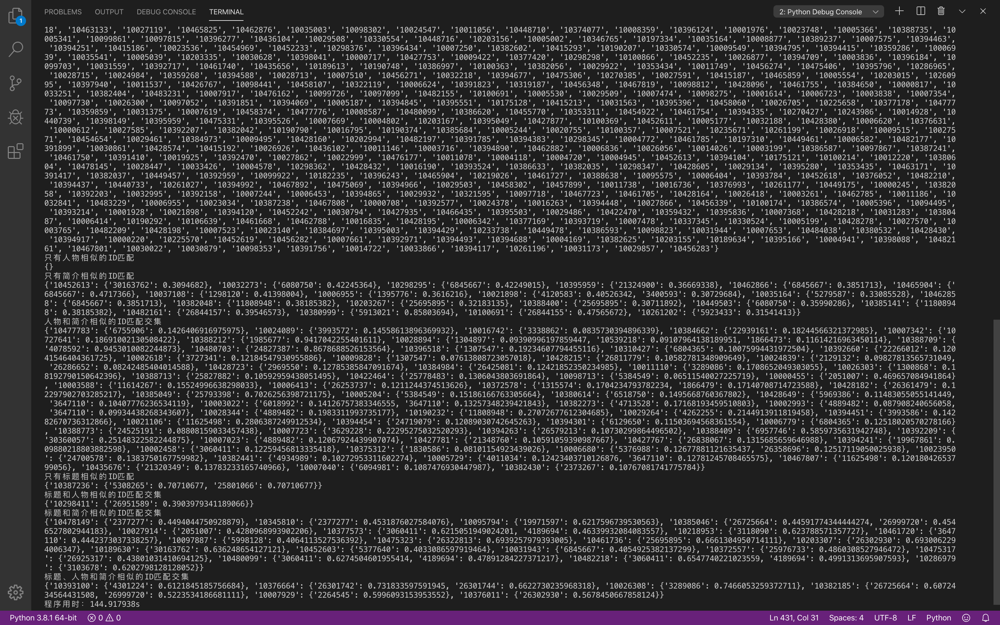 PROBLEMS OUTPUT DEBUG CONSOLE TERMINAL 2: Python Debug Console
1
18', '10463133', '10027119', '10465825', '10462876', '10035003', '10098302', '10024547', '10011056', '10448710', '10374077', '10008359', '10396124', '10001976', '10023748', '10005366', '10388735', '10
005341', '10099861', '10097815', '10396277', '10436104', '10029508', '10330554', '10448716', '10203156', '10005002', '10346765', '10197334', '10035164', '10008877', '10389237', '10007575', '10394463',
'10394251', '10415186', '10023536', '10454969', '10452233', '10298376', '10396434', '10007250', '10382602', '10415293', '10190207', '10330574', '10009549', '10394795', '10394415', '10359286', '100069
39', '10035541', '10005039', '10203335', '10030628', '10398041', '10000717', '10427753', '10009422', '10377420', '10298298', '10100866', '10452235', '10026877', '10394709', '10003836', '10396184', '10
099703', '10031559', '10392717', '10461740', '10435656', '10189613', '10190748', '10386997', '10100363', '10382056', '10029922', '10353434', '10011749', '10456274', '10475406', '10395796', '10286965',
'10028715', '10024984', '10359268', '10394588', '10028713', '10007510', '10456271', '10032218', '10394677', '10475306', '10270385', '10027591', '10415187', '10465859', '10005554', '10203015', '102609
95', '10397940', '10011537', '10426767', '10098441', '10458107', '10322119', '10006624', '10391823', '10319187', '10456348', '10467819', '10098812', '10428096', '10461755', '10384650', '10000817', '10
033251', '10382404', '10483231', '10007917', '10476162', '10099726', '10097099', '10482155', '10100691', '10005530', '10029509', '10007474', '10098275', '10001614', '10006723', '10003838', '10007354',
'10097730', '10026300', '10097052', '10391851', '10394069', '10005187', '10394845', '10395551', '10175128', '10415213', '10031563', '10395396', '10458060', '10026705', '10225658', '10377178', '104777
73', '10359859', '10031375', '10007619', '10458374', '10477776', '10008587', '10480099', '10386620', '10455770', '10353311', '10454922', '10461754', '10394335', '10270427', '10243986', '10014928', '10
440739', '10398149', '10395959', '10475331', '10395526', '10007669', '10004802', '10203167', '10395049', '10427877', '10100369', '10452611', '10005177', '10032188', '10428380', '10006620', '10376631',
'10000612', '10027585', '10392207', '10382042', '10190790', '10016795', '10190374', '10385684', '10005244', '10020755', '10100357', '10007521', '10235671', '10261199', '10026918', '10009515', '100275
71', '10454654', '10029461', '10384973', '10009495', '10428160', '10202994', '10482197', '10391785', '10394383', '10298345', '10004772', '10461785', '10197310', '10449461', '10006582', '10482177', '10
391899', '10030861', '10428574', '10415192', '10026926', '10436102', '10011146', '10003716', '10394890', '10462882', '10006836', '10026056', '10014026', '10003199', '10386587', '10097867', '10387241',
'10461750', '10391410', '10019925', '10392470', '10027862', '10022999', '10476177', '10011078', '10004118', '10004720', '10004945', '10452613', '10394104', '10175121', '10100214', '10012220', '103806
04', '10478145', '10028447', '10033426', '10004578', '10298362', '10428432', '10016190', '10393524', '10386633', '10382035', '10298347', '10428605', '10029134', '10395280', '10353435', '10463171', '10
391417', '10382037', '10449457', '10392959', '10099922', '10182235', '10396243', '10465904', '10219026', '10461727', '10388638', '10095575', '10006404', '10393784', '10452618', '10376052', '10482210',
'10394437', '10440733', '10261027', '10394992', '10467892', '10475069', '10394966', '10029503', '10458302', '10457899', '10011738', '10016736', '10376993', '10261177', '10449175', '10000245', '103820
58', '10392203', '10032995', '10392158', '10007244', '10006453', '10394865', '10029932', '10321595', '10097718', '10467723', '10461705', '10428164', '10026418', '10003261', '10462785', '10011186', '10
032841', '10483229', '10006955', '10023034', '10387238', '10467808', '10000708', '10392577', '10024378', '10016263', '10394448', '10027866', '10456339', '10100174', '10386574', '10005396', '10094495',
'10393214', '10001928', '10021898', '10394120', '10452242', '10030794', '10427935', '10466435', '10395503', '10029486', '10422470', '10359432', '10395836', '10007368', '10428218', '10031283', '103804
87', '10006414', '10190292', '10106639', '10461668', '10462788', '10016835', '10428195', '10006342', '10377169', '10393719', '10007478', '10337345', '10330524', '10005199', '10428278', '10027570', '10
003765', '10482209', '10428198', '10007523', '10023140', '10384697', '10395003', '10394429', '10233738', '10449478', '10386593', '10098823', '10031944', '10007653', '10484038', '10380532', '10428430',
'10394917', '10000220', '10225570', '10452619', '10456282', '10007661', '10392971', '10394493', '10394688', '10004169', '10382625', '10203155', '10189634', '10395166', '10004941', '10398088', '104821
61', '10467801', '10030022', '10030879', '10098353', '10391756', '10014722', '10033866', '10394117', '10261196', '10031173', '10029857', '10456283'}
只有人物相似的ID匹配
{}
只有简介相似的ID匹配
{'10452613': {'30163762': 0.3094682}, '10032273': {'6080750': 0.42245364}, '10298295': {'6845667': 0.42249015}, '10395959': {'21324900': 0.36669338}, '10462866': {'6845667': 0.3851713}, '10465904': {'
6845667': 0.4717366}, '10037108': {'1298120': 0.41398004}, '10006955': {'1395776': 0.3616216}, '10021898': {'4120583': 0.40526342, '3400593': 0.30729684}, '10035164': {'5279587': 0.33085528}, '1046285
8': {'6845667': 0.3851713}, '10382048': {'11808948': 0.38185382}, '10203267': {'25695895': 0.32183135}, '10388400': {'25695895': 0.30711892}, '10449503': {'6080750': 0.35990286}, '10385141': {'1180894
8': 0.38185382}, '10482161': {'26844157': 0.39546573}, '10380999': {'5913021': 0.85803694}, '10100691': {'26844155': 0.47565672}, '10261202': {'5923433': 0.31541413}}
人物和简介相似的ID匹配交集
{'10477783': {'6755906': 0.1426406916975975}, '10024089': {'3993572': 0.14558613896369932}, '10016742': {'3338862': 0.0835730394896339}, '10384662': {'22939161': 0.18244566321372985}, '10007342': {'10
727641': 0.18691002130508422}, '10388212': {'1985677': 0.9417042255401611}, '10028894': {'1304897': 0.09390996197859447, '10539218': 0.09107964138189951, '1866473': 0.11614216963450114}, '10388709': {
'4078592': 0.9453010082244873}, '10480703': {'24827387': 0.8678688526153564}, '10396518': {'1307547': 0.19234607794455116}, '10310427': {'6804365': 0.10075994431972504}, '10392660': {'22266012': 0.120
41546404361725}, '10002618': {'3727341': 0.12184547930955886}, '10009828': {'1307547': 0.07613808723057018}, '10428215': {'26811779': 0.10582781348909649}, '10024839': {'2129132': 0.09827813565731049,
'26286652': 0.08242485404014588}, '10428723': {'2969550': 0.12785385847091674}, '10384984': {'26425081': 0.12421852350234985}, '10011110': {'3289086': 0.1708652049303055}, '10026303': {'1300868': 0.1
8192790150642396}, '10388713': {'25827882': 0.10592959438051495}, '10422464': {'25778483': 0.1306043803691864}, '10098713': {'5384549': 0.06511540027225719}, '10000455': {'2051007': 0.469657084941864}
, '10003588': {'11614267': 0.15524996638298033}, '10006413': {'26253737': 0.1211244374513626}, '10372578': {'1315574': 0.1704234793782234, '1866479': 0.17140708714723588}, '10428182': {'26361479': 0.1
2297902703285217}, '10385049': {'25793398': 0.7026256398721175}, '10005204': {'5384549': 0.15186166763305664}, '10380614': {'6518750': 0.1495668760367802}, '10428649': {'5969386': 0.11483055055141449,
'3647110': 0.10407776236534119}, '10003022': {'6018992': 0.14126757383346555, '3647110': 0.13257348239421843}, '10382273': {'4713528': 0.17168193459510803}, '10002993': {'4889482': 0.087908240656058,
'3647110': 0.09934438268343607}, '10028344': {'4889482': 0.1983311993735177}, '10190232': {'11808948': 0.27072677612304685}, '10029264': {'4262255': 0.2144913911819458}, '10394451': {'3993586': 0.142
82670736312866}, '10021106': {'11625498': 0.2806387249912534}, '10394454': {'24719079': 0.12089030742645263}, '10394301': {'6129650': 0.11503694568361554}, '10006779': {'6804365': 0.12518020570278166}
, '10388773': {'24525191': 0.08808159033457438}, '10007723': {'3629228': 0.22295275032520293}, '10394263': {'26579213': 0.10730299864496502}, '10388409': {'6957746': 0.5859735631942748}, '10392209': {
'30360057': 0.25148322582244875}, '10007023': {'4889482': 0.12067924439907074}, '10427781': {'21348760': 0.10591059390987667}, '10427767': {'26838067': 0.1315685659646988}, '10394241': {'19967861': 0.
09880218803882598}, '10002458': {'3060411': 0.12259456813335418}, '10375312': {'1830586': 0.08101154923439026}, '10006680': {'5376988': 0.12677881121635437, '26358696': 0.12517119050025938}, '10023950
': {'24700578': 0.1383750167759982}, '10382441': {'4934989': 0.10272953311602274}, '10005729': {'4011034': 0.12423403710126876, '3647110': 0.12781245708465575}, '10467807': {'11625498': 0.120180426537
99056}, '10435676': {'21320349': 0.13783233165740966}, '10007040': {'6094981': 0.1087476930447987}, '10382430': {'2373267': 0.10767081741775784}}
只有标题相似的ID匹配
{'10387236': {'5308265': 0.70710677, '25801066': 0.70710677}}
标题和人物相似的ID匹配交集
{'10298411': {'26951589': 0.3903979341189066}}
标题和简介相似的ID匹配交集
{'10478149': {'2377277': 0.4494044750928879}, '10345810': {'2377277': 0.4531876027584076}, '10095794': {'19971597': 0.6217596739530563}, '10385046': {'26725664': 0.44591774344444274, '26999720': 0.454
6527802944183}, '10027914': {'2051007': 0.4280968993902206}, '10377573': {'3060411': 0.6215051949024201, '4189694': 0.46339932084083557}, '10218953': {'3118090': 0.623788571357727}, '10461720': {'3647
110': 0.4442373037338257}, '10097887': {'5998128': 0.4064113527536392}, '10475323': {'26322813': 0.6939257979393005}, '10461736': {'25695895': 0.6661304950714111}, '10203307': {'26302930': 0.693006229
4006347}, '10189630': {'30163762': 0.636248654127121}, '10452603': {'5377640': 0.4033086597919464}, '10031943': {'6845667': 0.4054925382137299}, '10372557': {'25976733': 0.4860308527946472}, '10475317
': {'26925317': 0.43801031410694125}, '10480099': {'3060411': 0.6274504601955414, '4189694': 0.47891284227371217}, '10482218': {'3060411': 0.6547740221023559, '4189694': 0.4991313695907593}, '10286979
': {'3103678': 0.6202798128128052}}
标题、人物和简介相似的ID匹配交集
{'10393100': {'4301224': 0.6121845185756684}, '10376664': {'26301742': 0.731833597591945, '26301744': 0.6622730235968318}, '10026308': {'3289086': 0.7466053259372711}, '10382185': {'26725664': 0.60724
34564431508, '26999720': 0.5223534186681111}, '10007929': {'2264545': 0.5996093153953552}, '10376011': {'26302930': 0.5678450667858124}}
程序用时: 144.917938s
Python 3.8.1 64-bit 0 0 Ln 431, Col 31 Spaces: 4 UTF-8 LF Python